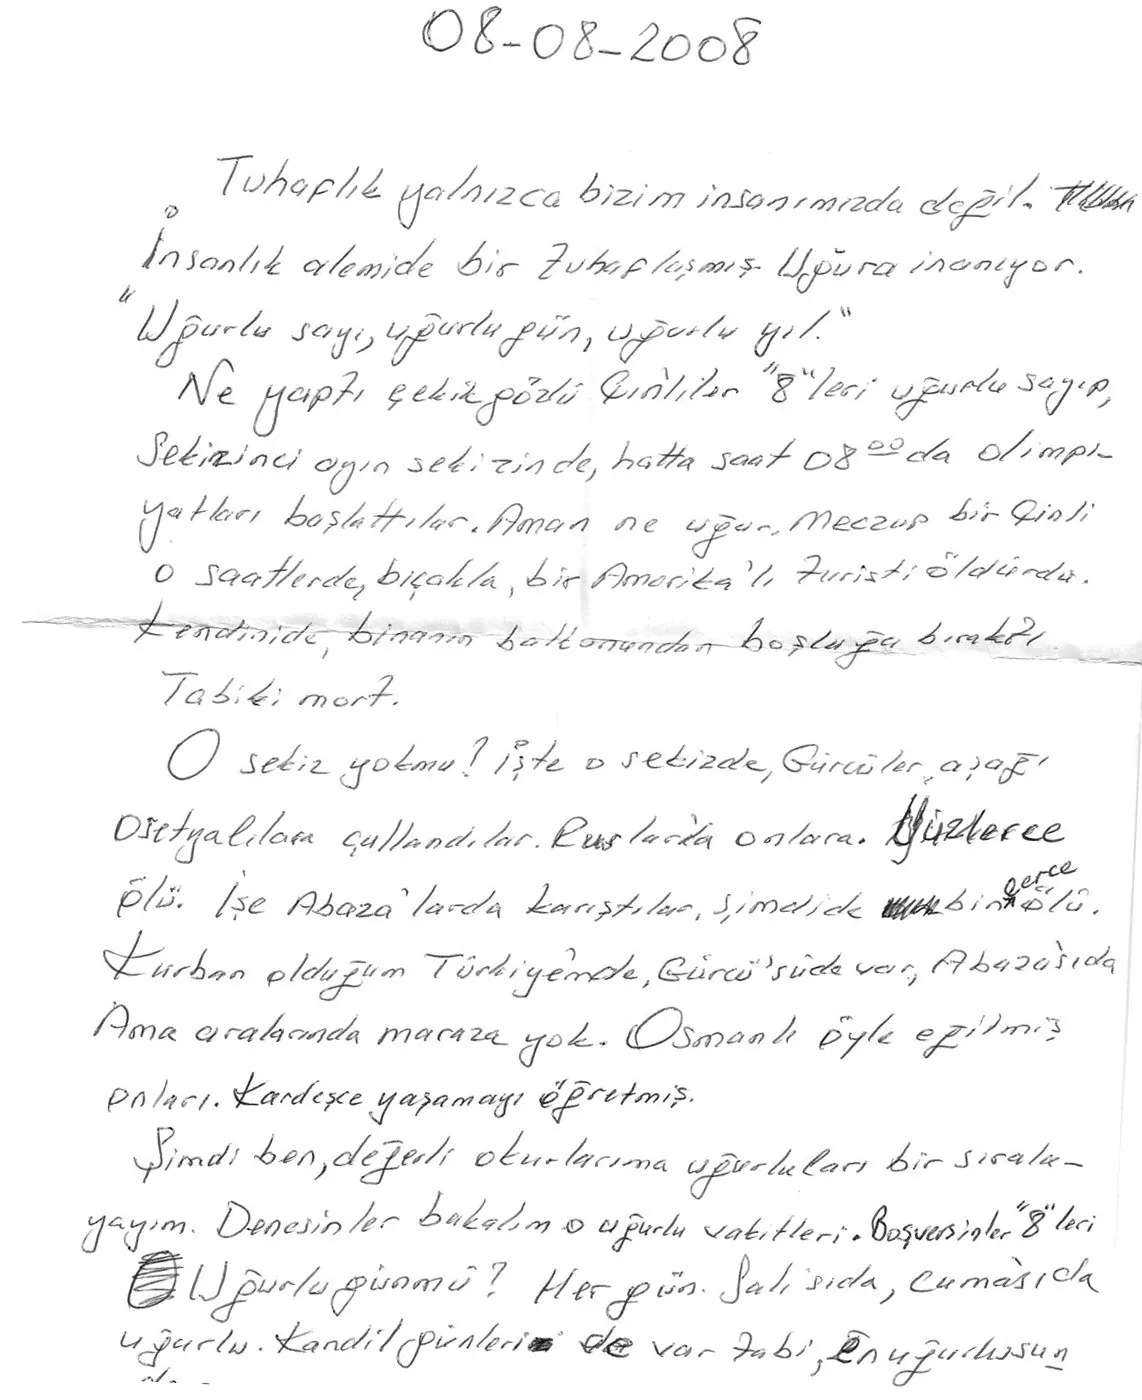 08-08-2008
Tuhaflık yalnızca bizim insanımızda değil.
İnsanlık alemide bir tuhaflaşmış Uğura inanıyor.
"Uğurlu sayı, uğurlu gün, uğurlu yıl."
Ne yaptı çekik gözlü Çinliler "8"leri uğurlu sayıp,
Sekizinci ayın sekizinde, hatta saat 08 00 da olimpi-
yatları başlattılar. Aman ne uğur. Meczup bir Çinli
o saatlerde, bıçakla, bir Amerika'lı turisti öldürdü.
Kendinide, binanın balkonundan boşluğa bıraktı
Tabiki mort.
O sekiz yokmu? İşte o sekizde, Gürcüler aşağı
Osetyalılara çullandılar. Ruslarda onlara. Yüzlerce
ölü. İşe Abaza'larda karıştılar, şimdide binlerce ölü.
Kurban olduğum Türkiye'mde, Gürcü'süde var, Abaza'sıda
Ama aralarında maraza yok. Osmanlı öyle eğitmiş
onları. Kardeşce yaşamayı öğretmiş.
Şimdi ben, değerli okurlarıma uğurluları bir sırala-
yayım. Denesinler bakalım o uğurlu vakitleri. Boşversinler "8"leri
Uğurlu günmü? Her gün. Salı'sıda, Cuma'sıda
uğurlu. Kandil günleri de var tabi, En uğurlusun